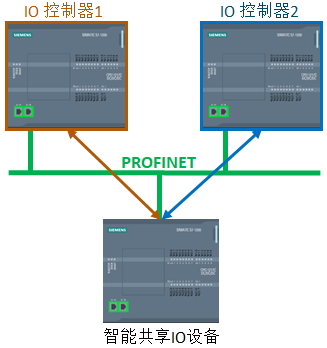 IO 控制器1
IO 控制器2
SIEMENS
SIMATIC S7-1200
SIEMENS
SIMATIC S7-1200
PROFINET
SIEMENS
SIMATIC S7-1200
智能共享IO设备